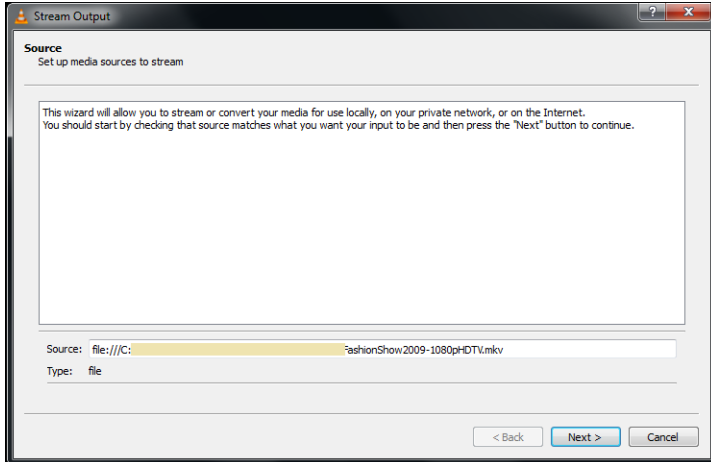 Stream Output
Source
Set up media sources to stream
This wizard will allow you to stream or convert your media for use locally, on your private network, or on the Internet.
You should start by checking that source matches what you want your input to be and then press the "Next" button to continue.
Source: file:///C: FashionShow2009-1080pHDTV.mkv
Type: file
< Back Next > Cancel